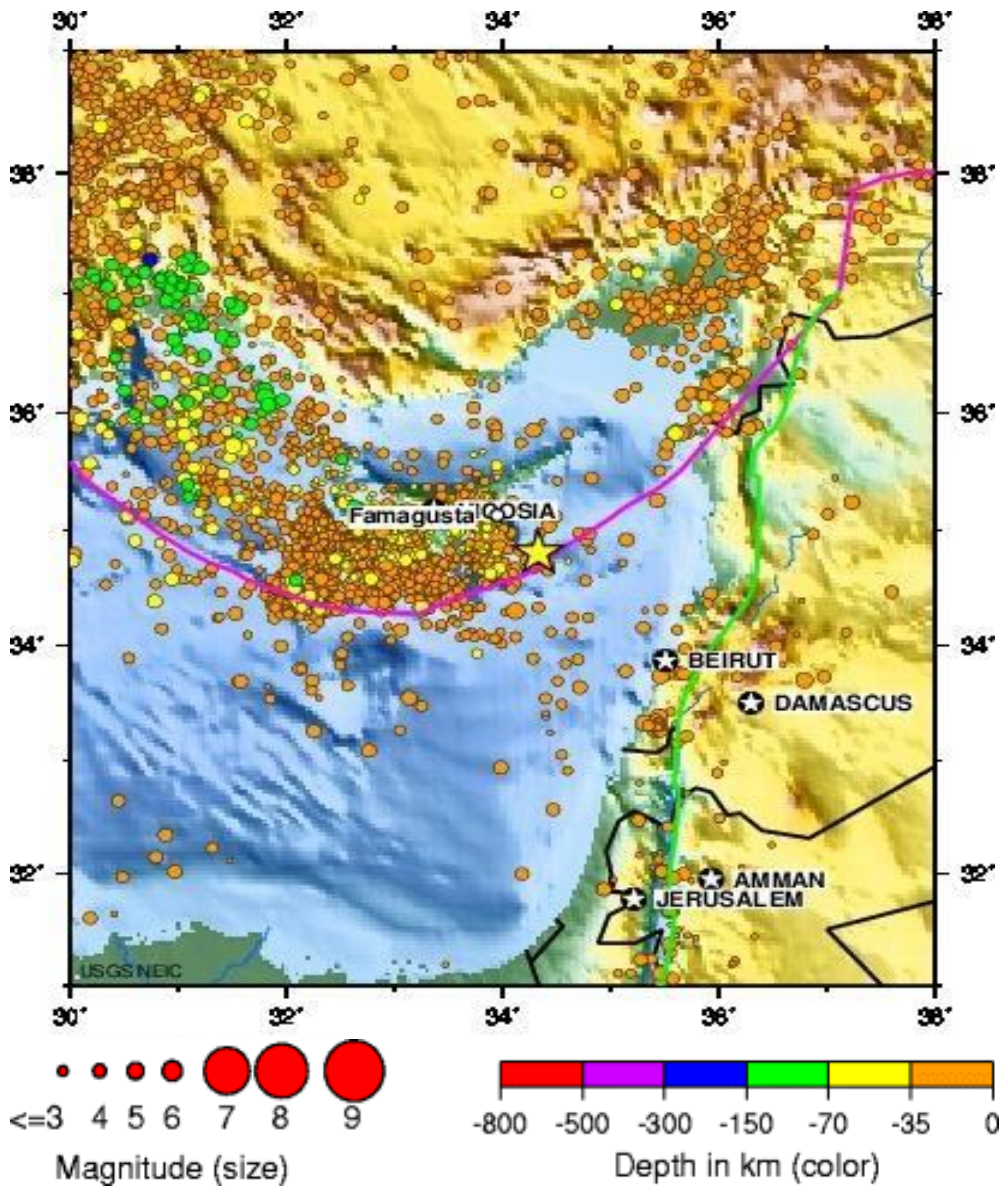 30° 32° 34° 36° 38°
38° 38°
36° 36°
Famagusta NICOSIA
34° 34°
BEIRUT
DAMASCUS
32° 32°
AMMAN
JERUSALEM
USGS NEIC
30° 32° 34° 36° 38°
<=3 4 5 6 7 8 9
Magnitude (size)
-800 -500 -300 -150 -70 -35 0
Depth in km (color)